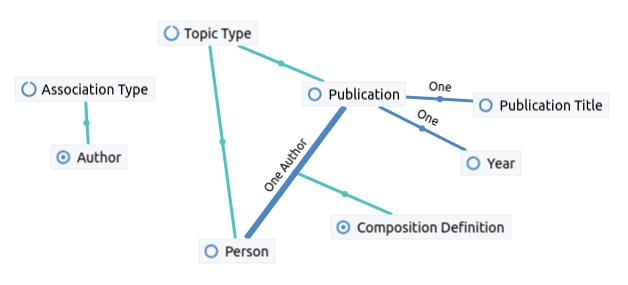 Topic Type
Association Type
One
Publication
Publication Title
One
Author
One Author
Year
Composition Definition
Person